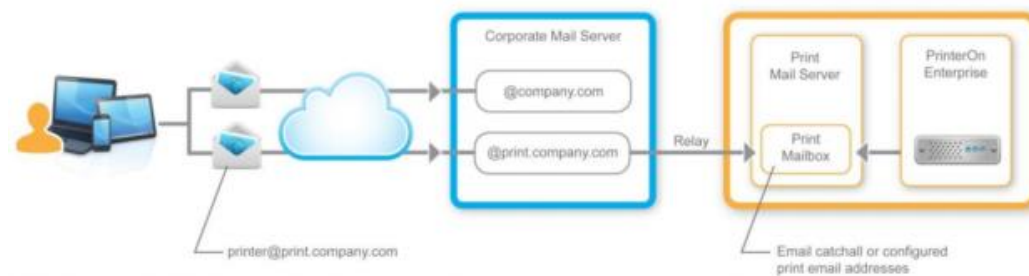 Corporate Mail Server
@company.com
@print.company.com
Relay
Print
Mail Server
Print
Mailbox
PrinterOn
Enterprise
printer@print.company.com
Email catchall or configured
print email addresses